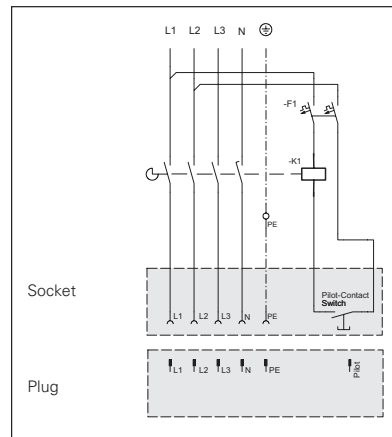 L1 L2 L3 N
-F1
-K1
PE
Socket
Pilot-Contact
Switch
L1 L2 L3 N PE
Plug
L1 L2 L3 N PE Pilot